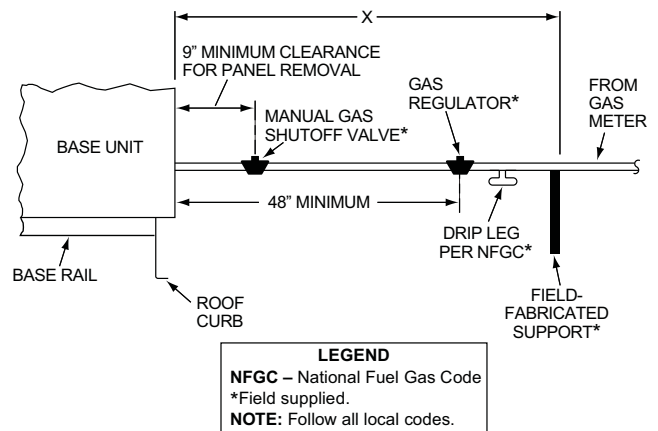 X
9” MINIMUM CLEARANCE
FOR PANEL REMOVAL
GAS
REGULATOR*
FROM
GAS
METER
MANUAL GAS
SHUTOFF VALVE*
BASE UNIT
48” MINIMUM
DRIP LEG
PER NFGC*
BASE RAIL
ROOF
CURB
FIELD-
FABRICATED
SUPPORT*
LEGEND
NFGC – National Fuel Gas Code
*Field supplied.
NOTE: Follow all local codes.